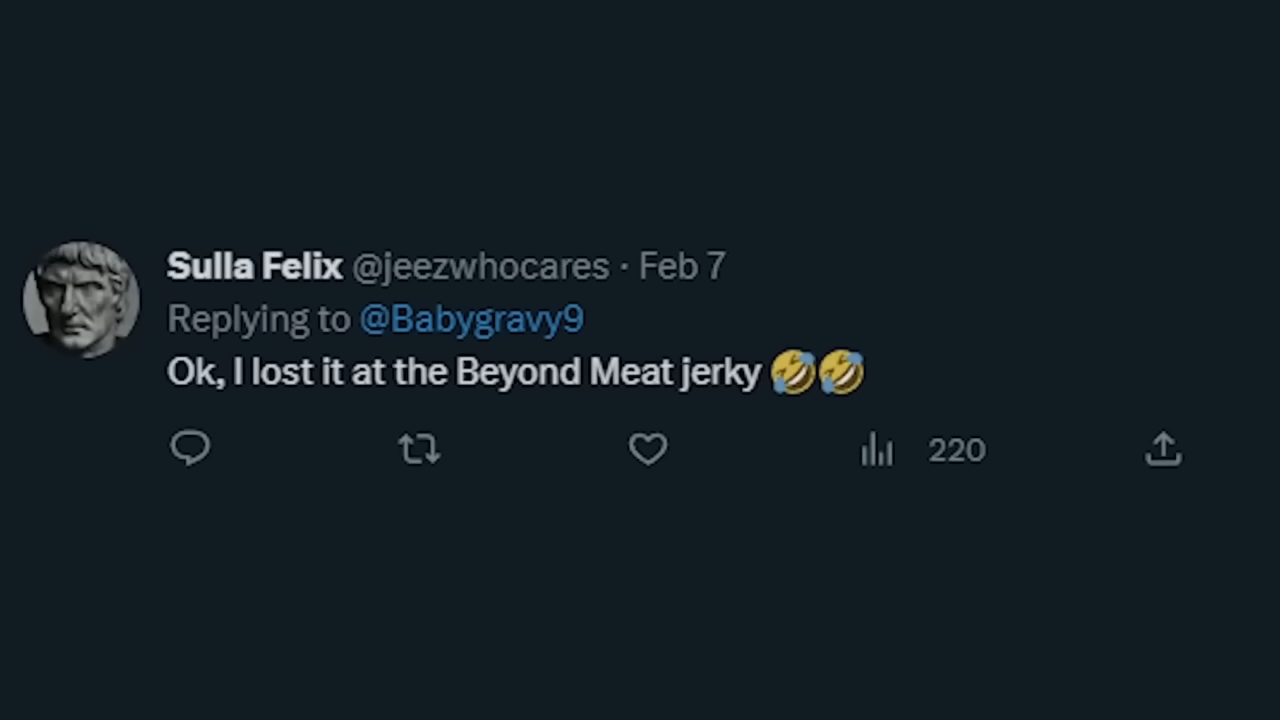 Sulla Felix @jeezwhocares · Feb 7
Replying to @Babygravy9
Ok, I lost it at the Beyond Meat jerky 🤣🤣
220